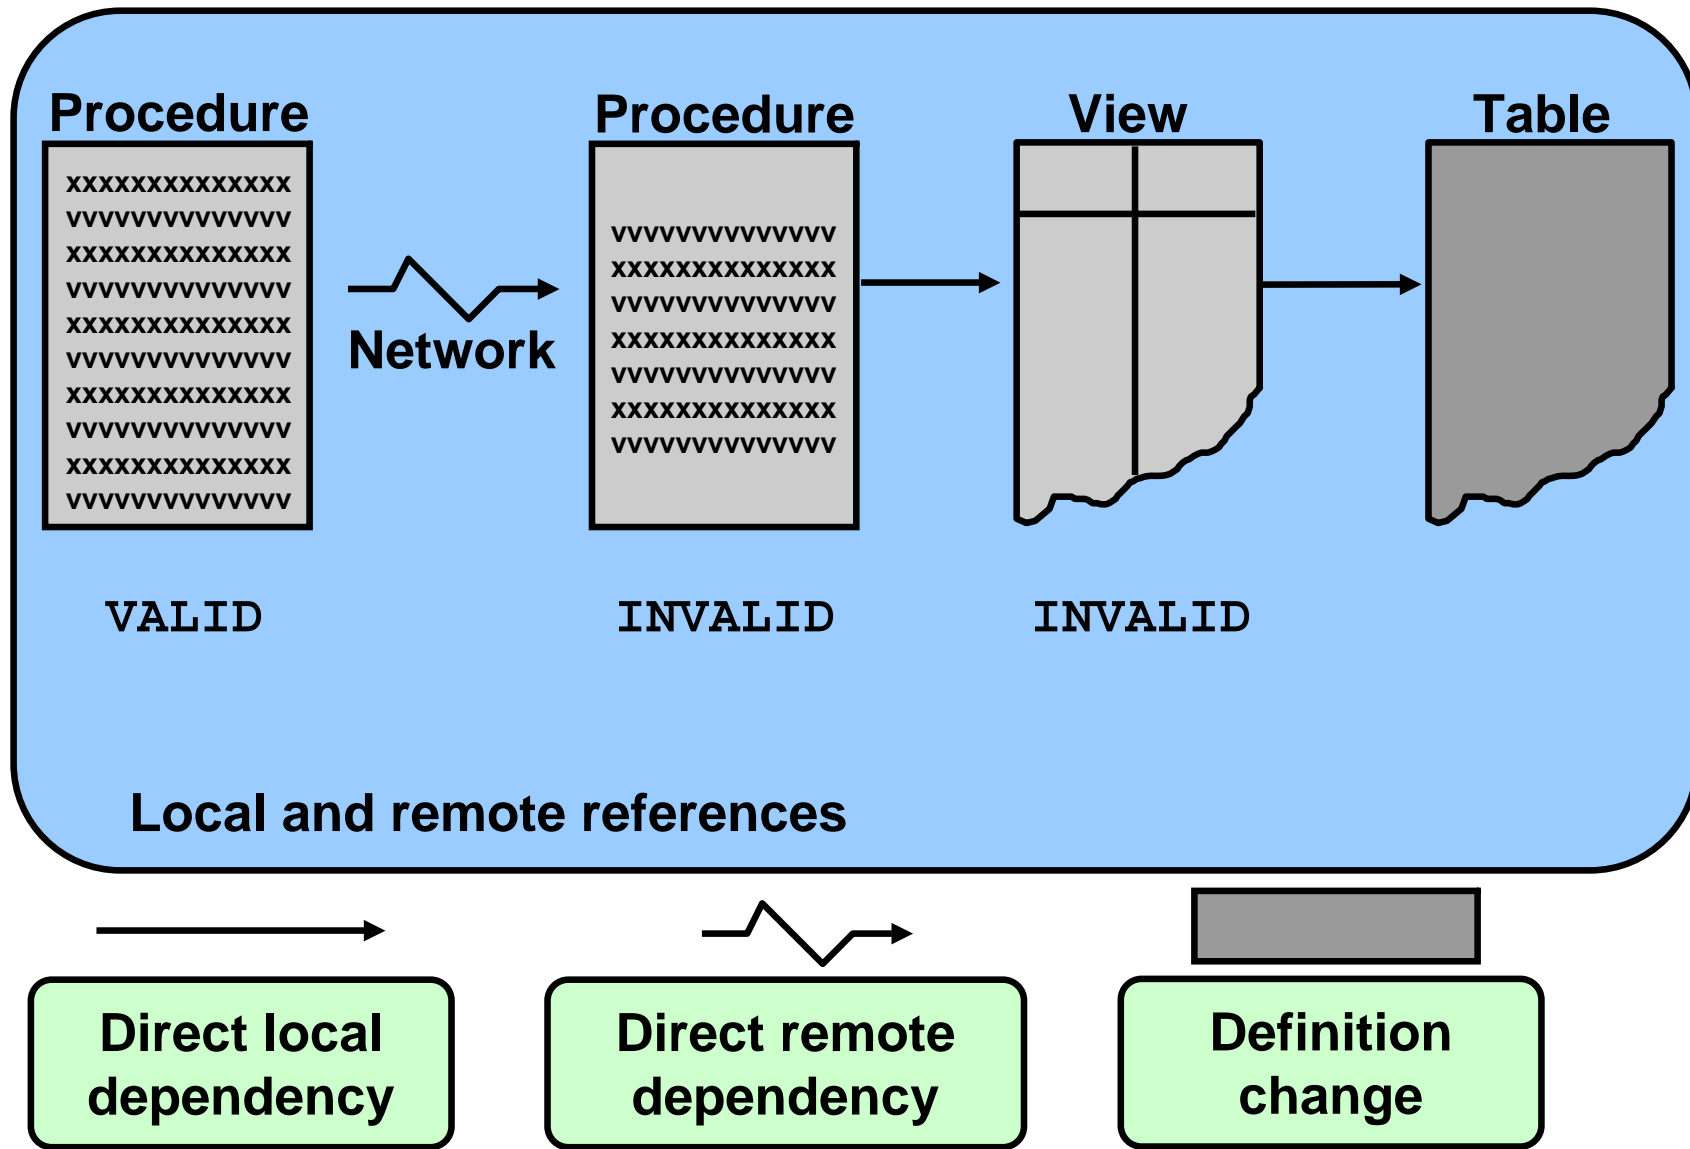 Procedure Procedure View Table
xxxxxxxxxxxxxx
vvvvvvvvvvvvvv
xxxxxxxxxxxxxx
vvvvvvvvvvvvvv
xxxxxxxxxxxxxx
vvvvvvvvvvvvvv
xxxxxxxxxxxxxx
vvvvvvvvvvvvvv
xxxxxxxxxxxxxx
vvvvvvvvvvvvvv
Network
vvvvvvvvvvvvvv
xxxxxxxxxxxxxx
vvvvvvvvvvvvvv
xxxxxxxxxxxxxx
vvvvvvvvvvvvvv
xxxxxxxxxxxxxx
vvvvvvvvvvvvvv
VALID INVALID INVALID
Local and remote references
Direct local
dependency
Direct remote
dependency
Definition
change